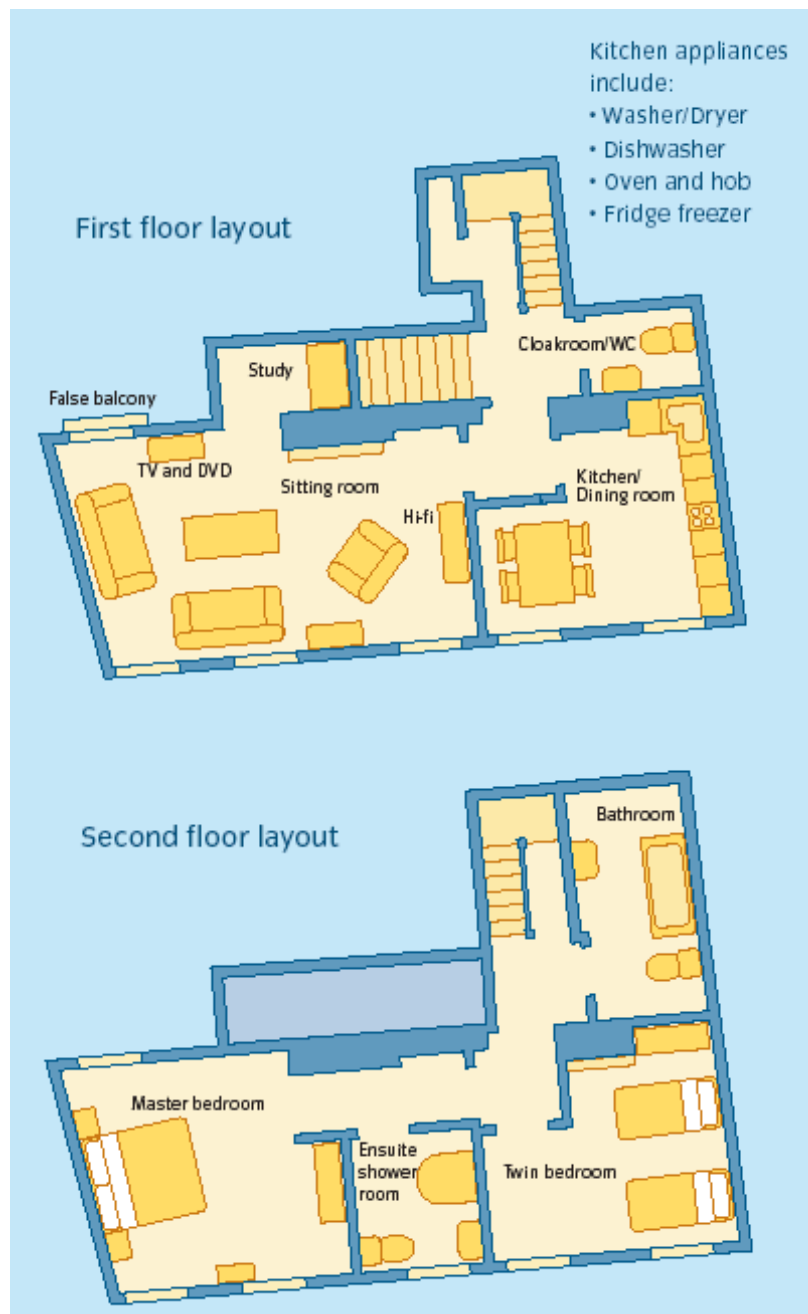 Kitchen appliances
include:
• Washer/Dryer
• Dishwasher
• Oven and hob
• Fridge freezer
First floor layout
Cloakroom/WC
Study
False balcony
TV and DVD
Sitting room
Kitchen/
Dining room
Hi-fi
Second floor layout
Bathroom
Master bedroom
Ensuite
shower
room
Twin bedroom